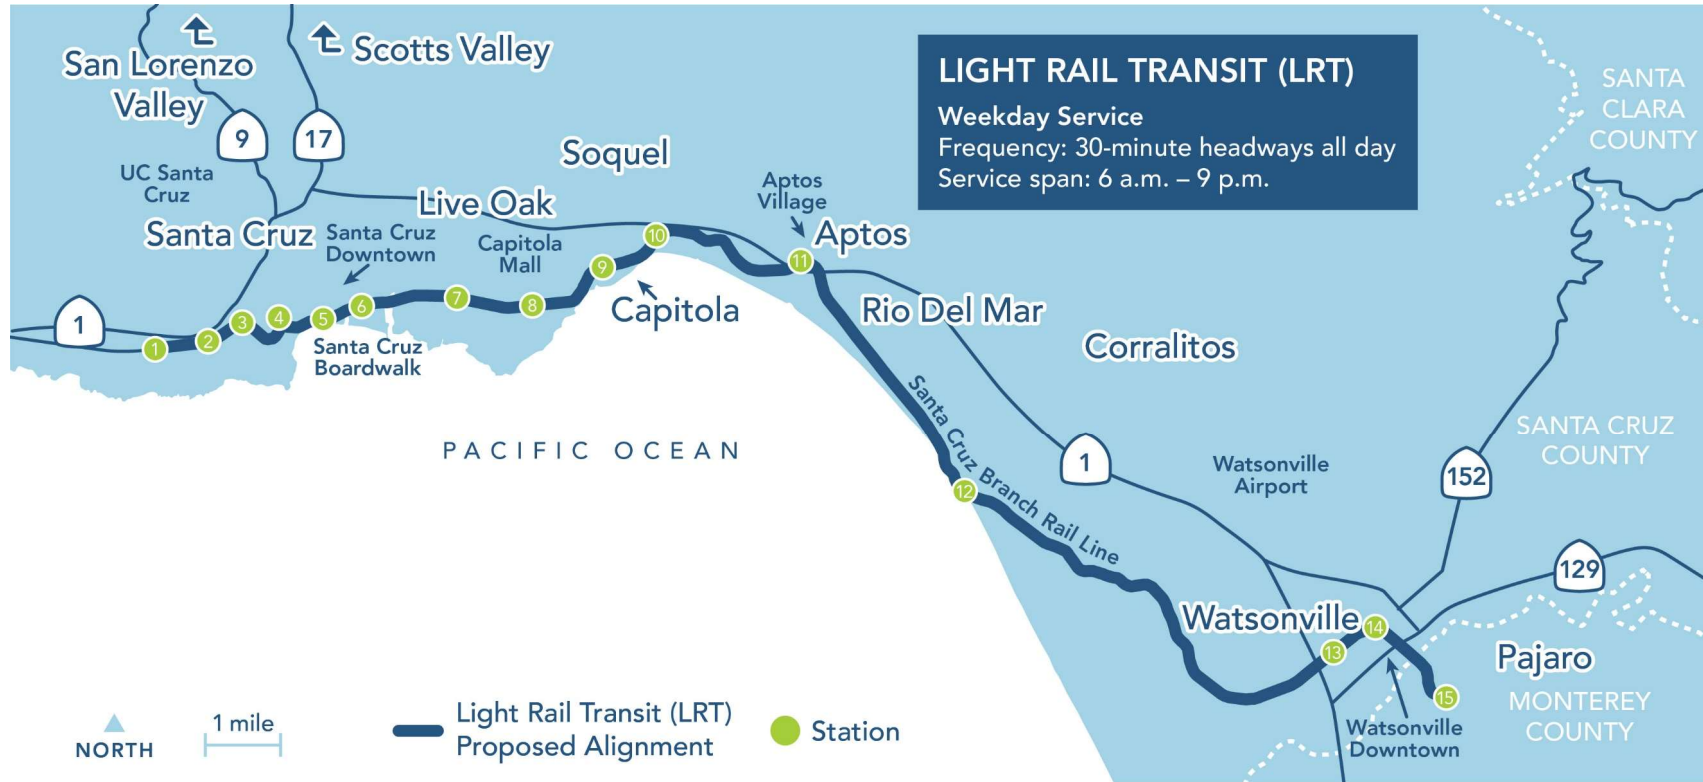 San Lorenzo
Valley
Scotts Valley
9
17
UC Santa
Cruz
Santa Cruz
Live Oak
Soquel
Santa Cruz
Downtown
Capitola
Mall
Aptos
Village
Aptos
LIGHT RAIL TRANSIT (LRT)
Weekday Service
Frequency: 30-minute headways all day
Service span: 6 a.m. – 9 p.m.
SANTA
CLARA
COUNTY
1
1
2
3
4
5
6
7
8
9
10
11
Santa Cruz
Boardwalk
Capitola
Rio Del Mar
Corralitos
PACIFIC OCEAN
Santa Cruz Branch Rail Line
12
1
Watsonville
Airport
152
SANTA CRUZ
COUNTY
129
Watsonville
13
14
15
Pajaro
MONTEREY
COUNTY
Watsonville
Downtown
NORTH
1 mile
Light Rail Transit (LRT)
Proposed Alignment
Station